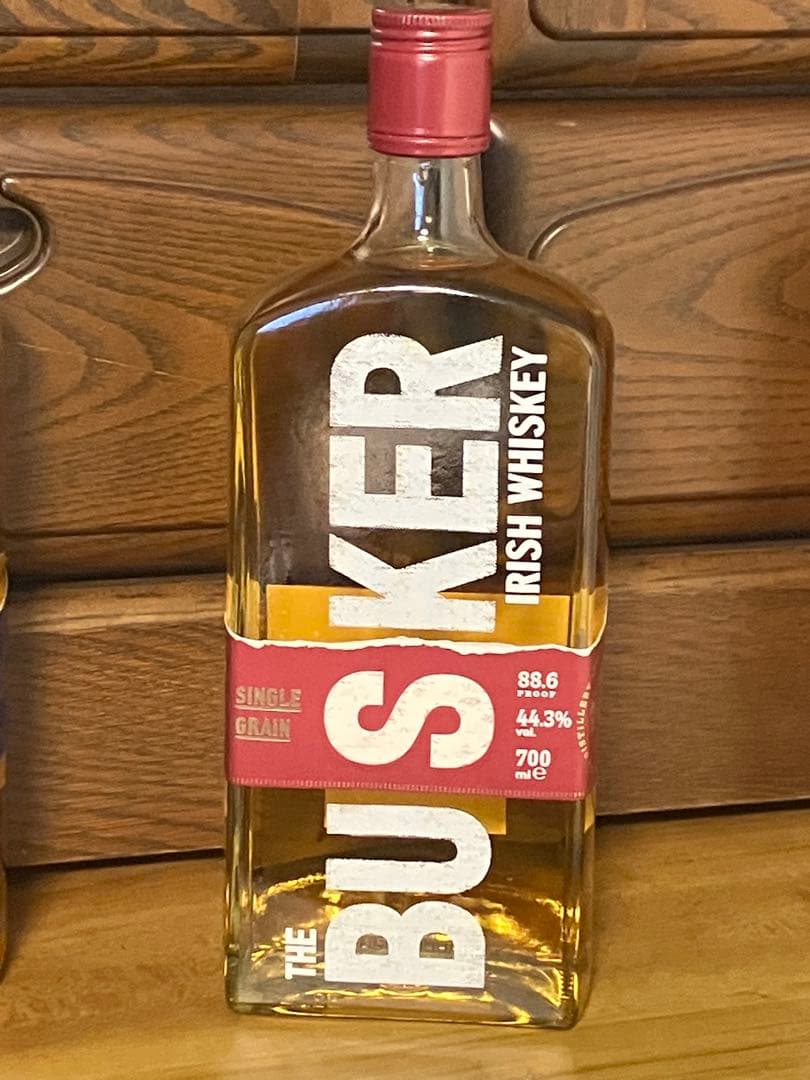 THE
BUSKER
IRISH WHISKEY
SINGLE
GRAIN
88.6
PROOF
44.3%
vol.
700
ml e